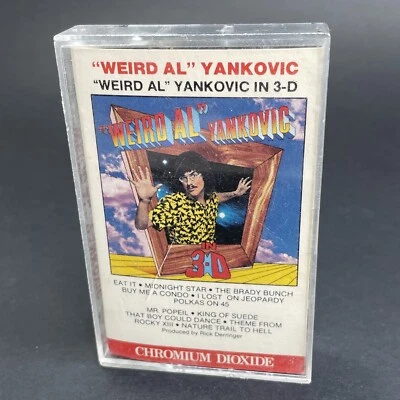 "WEIRD AL" YANKOVIC
"WEIRD AL" YANKOVIC IN 3-D
"WEIRD AL" YANKOVIC
IN
3-D
EAT IT • MIDNIGHT STAR • THE BRADY BUNCH
BUY ME A CONDO • I LOST ON JEOPARDY
POLKAS ON 45
MR. POPEIL • KING OF SUEDE
THAT BOY COULD DANCE • THEME FROM
ROCKY XIII • NATURE TRAIL TO HELL
Produced by Rick Derringer
CHROMIUM DIOXIDE